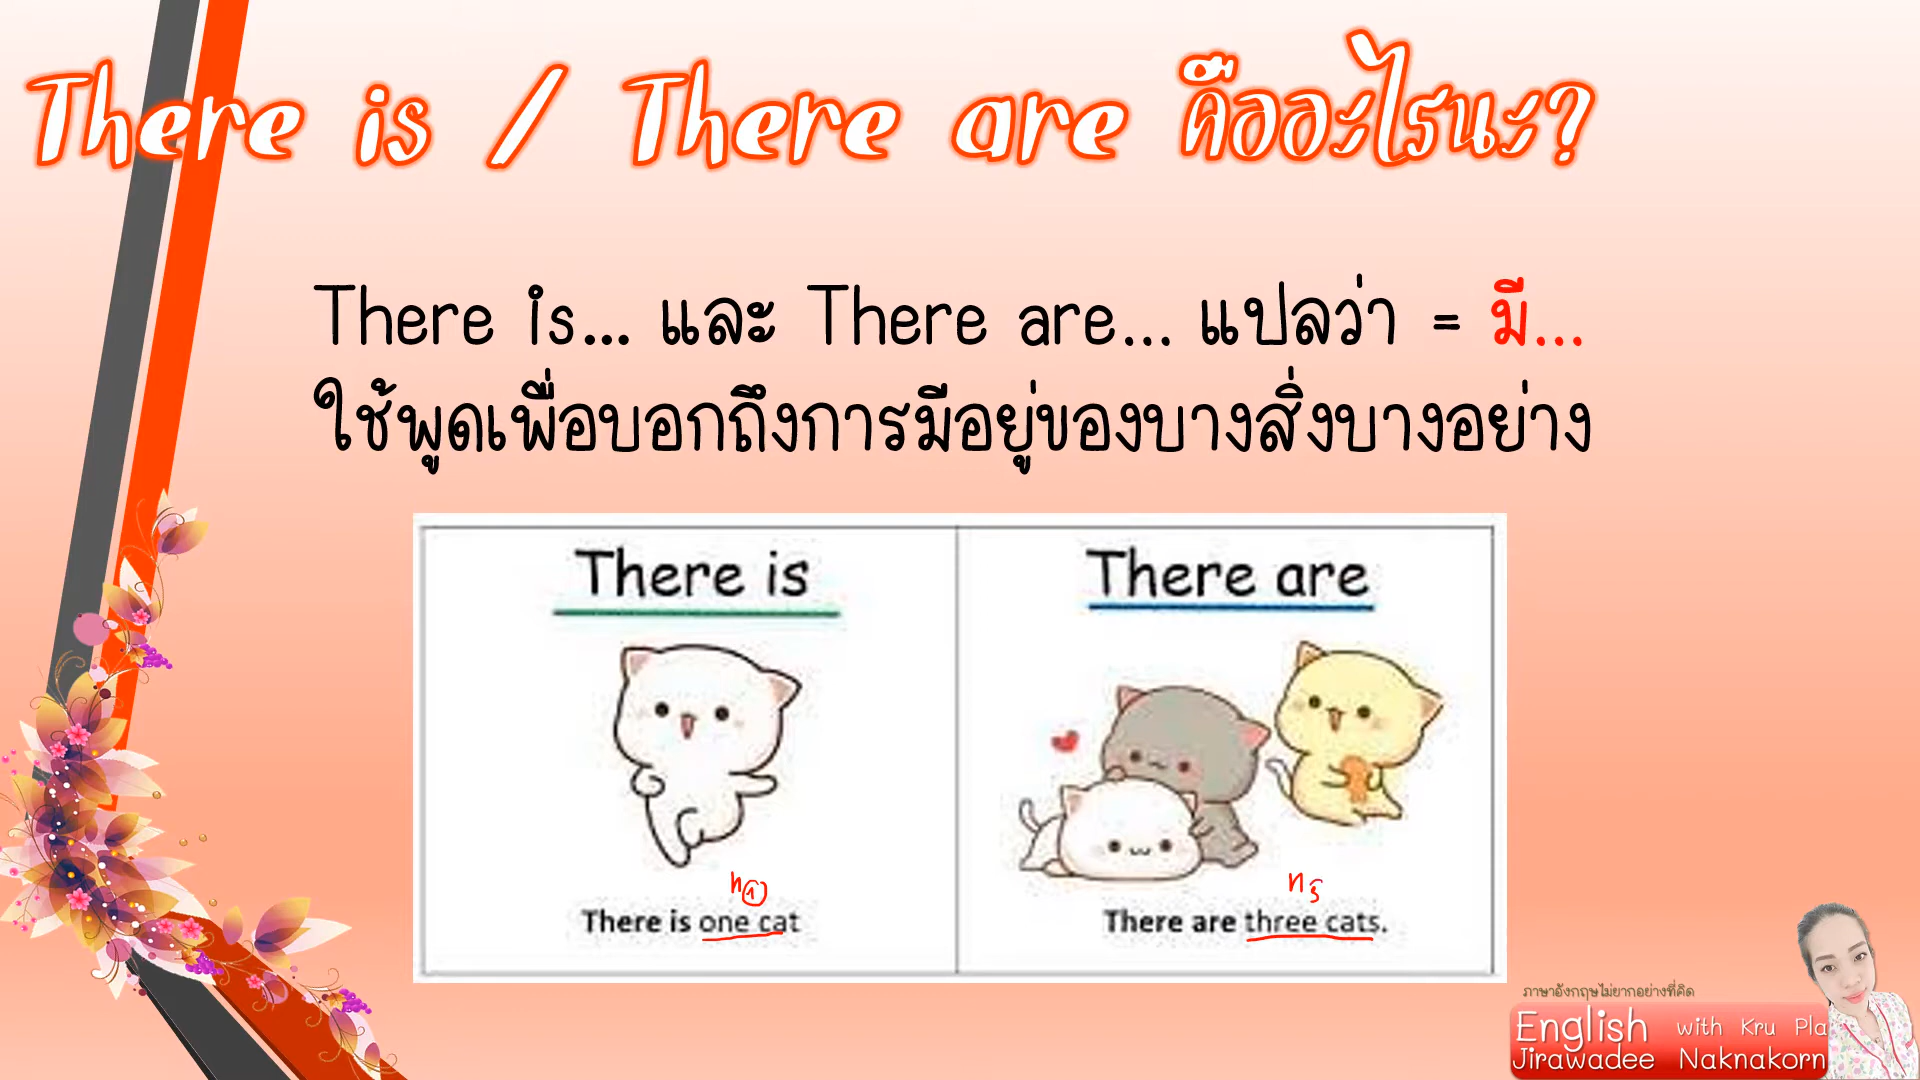 There is / There are คืออะไรนะ?
There is... และ There are... แปลว่า = มี...
ใช้พูดเพื่อบอกถึงการมีอยู่ของบางสิ่งบางอย่าง
There is
There are
n 1
There is one cat
n 3
There are three cats.
ภาษาอังกฤษไม่ยากอย่างที่คิด
English with Kru Pla
Jirawadee Naknakorn